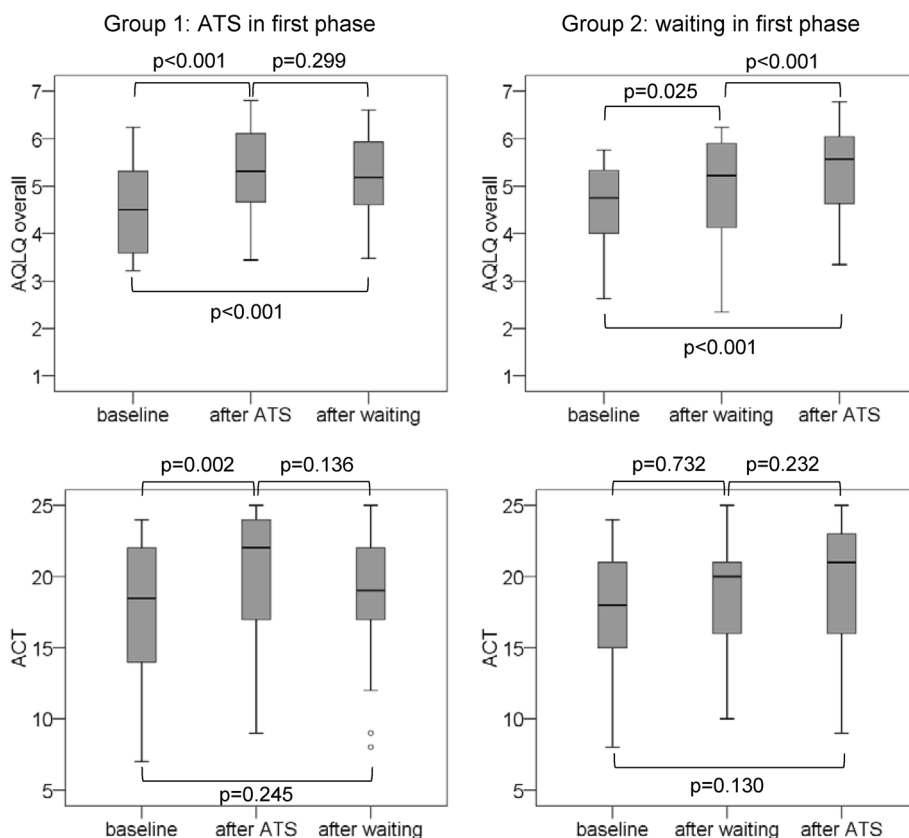 Group 1: ATS in first phase
p<0.001 p=0.299
AQLQ overall
7
6
5
4
3
2
1
p<0.001
baseline after ATS after waiting
Group 2: waiting in first phase
p<0.001
p=0.025
AQLQ overall
7
6
5
4
3
2
1
p<0.001
baseline after waiting after ATS
p=0.002 p=0.136
ACT
25
20
15
10
5
p=0.245
baseline after ATS after waiting
p=0.732 p=0.232
ACT
25
20
15
10
5
p=0.130
baseline after waiting after ATS